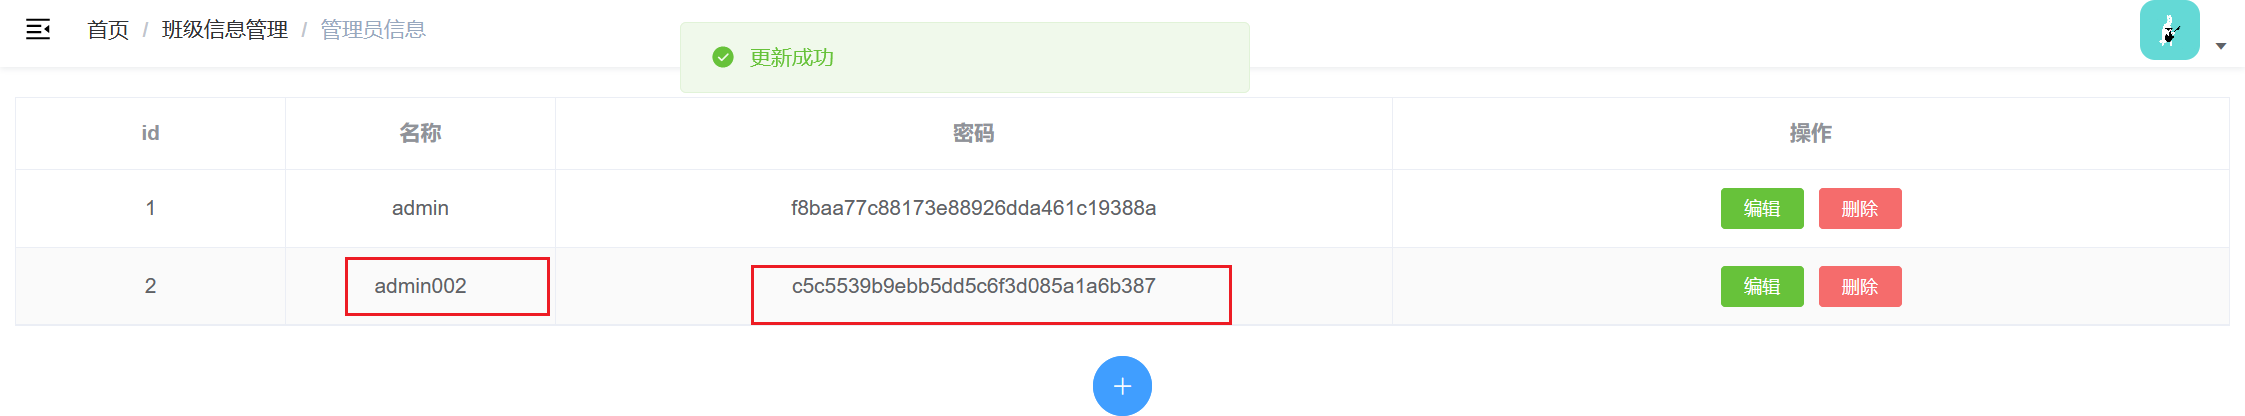 首页 / 班级信息管理 / 管理员信息
更新成功
id 名称 密码 操作
1 admin f8baa77c88173e88926dda461c19388a 编辑 删除
2 admin002 c5c5539b9ebb5dd5c6f3d085a1a6b387 编辑 删除